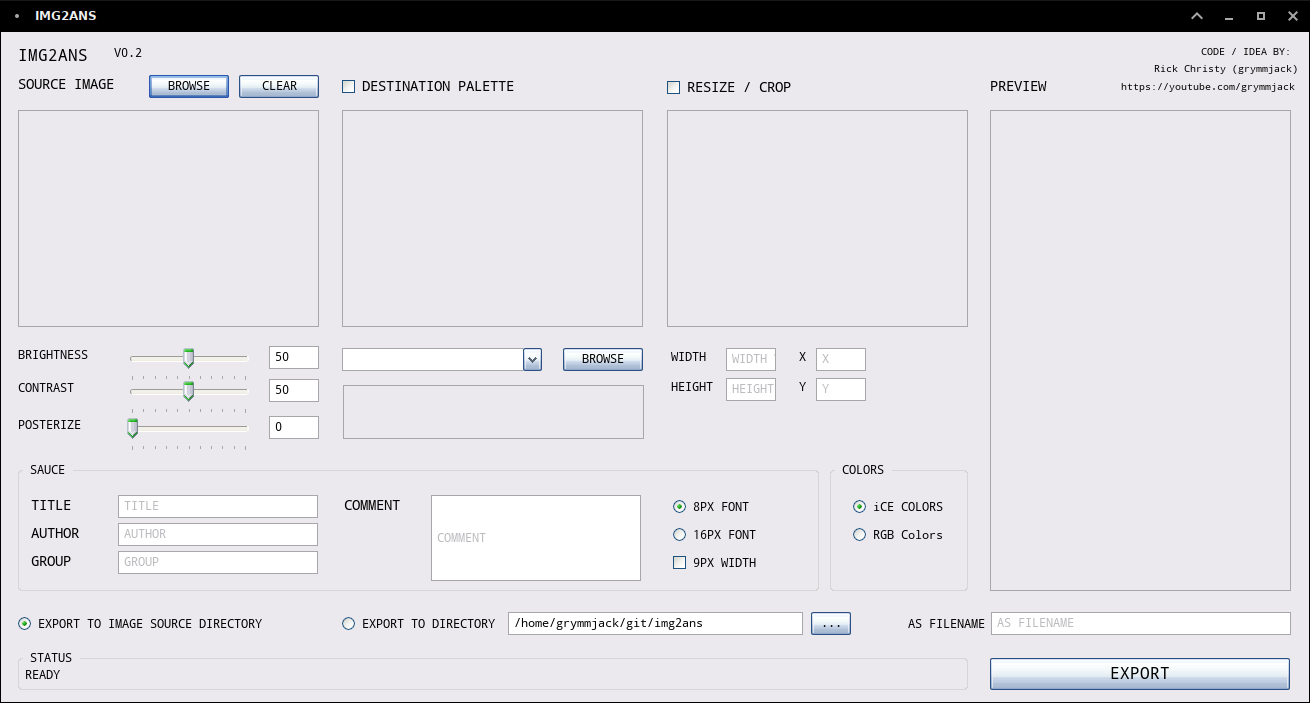 IMG2ANS
IMG2ANS V0.2
CODE / IDEA BY:
Rick Christy (grymmjack)
https://youtube.com/grymmjack
SOURCE IMAGE BROWSE CLEAR
DESTINATION PALETTE
RESIZE / CROP
PREVIEW
BRIGHTNESS 50
CONTRAST 50
POSTERIZE 0
BROWSE
WIDTH WIDTH X X
HEIGHT HEIGHT Y Y
SAUCE
TITLE TITLE
AUTHOR AUTHOR
GROUP GROUP
COMMENT COMMENT
8PX FONT
16PX FONT
9PX WIDTH
COLORS
iCE COLORS
RGB Colors
EXPORT TO IMAGE SOURCE DIRECTORY
EXPORT TO DIRECTORY /home/grymmjack/git/img2ans ...
AS FILENAME AS FILENAME
STATUS
READY
EXPORT